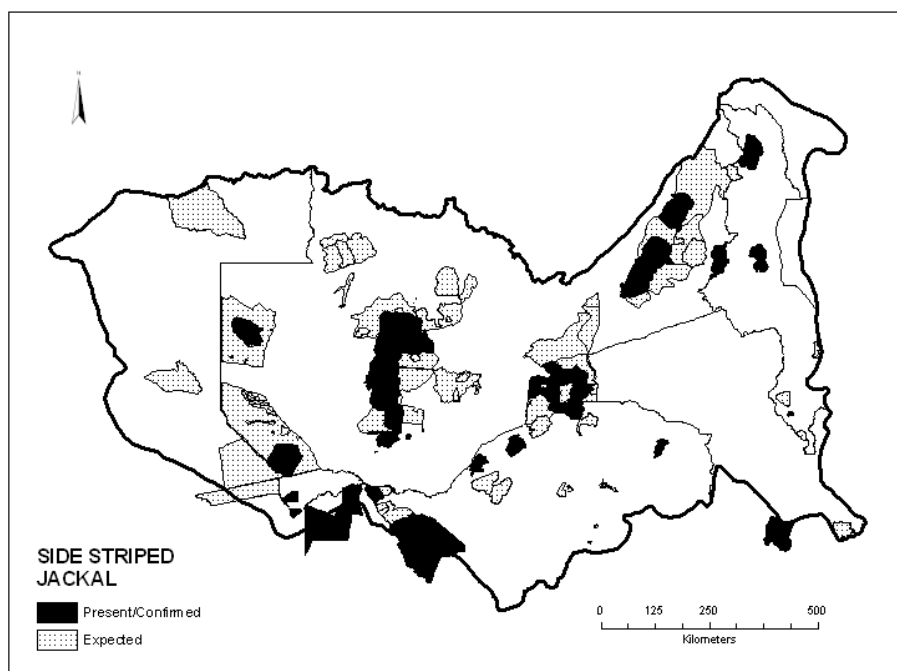 SIDE STRIPED
JACKAL
Present/Confirmed
Expected
0 125 250 500
Kilometers